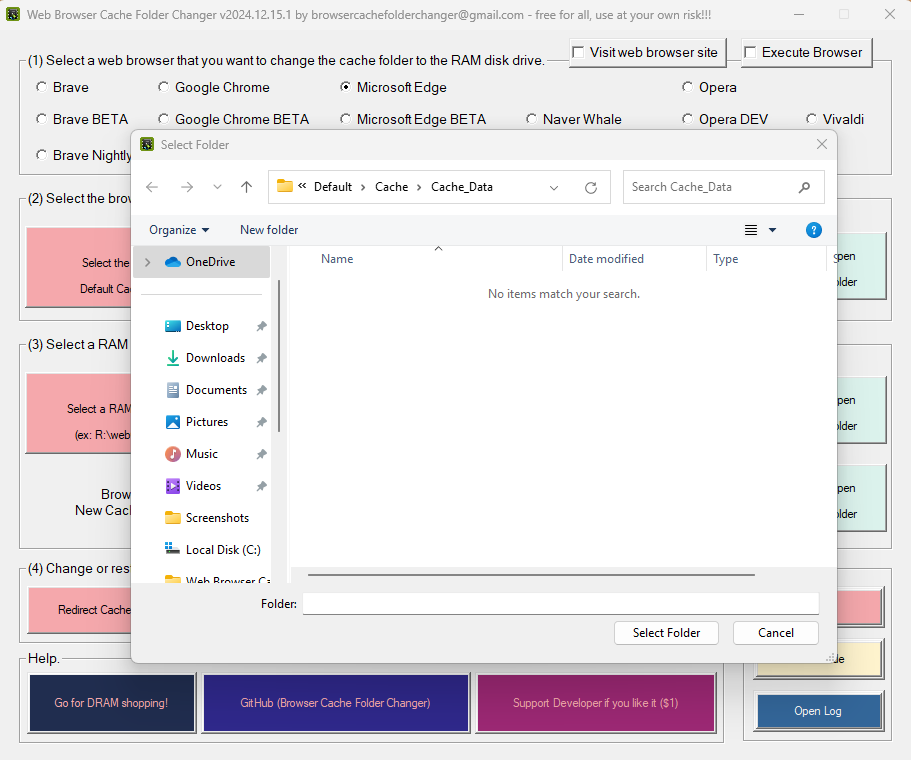 Web Browser Cache Folder Changer v2024.12.15.1 by browsercachefolderchanger@gmail.com - free for all, use at your own risk!!!
(1) Select a web browser that you want to change the cache folder to the RAM disk drive.
Visit web browser site
Execute Browser
Brave
Google Chrome
Microsoft Edge
Opera
Brave BETA
Google Chrome BETA
Microsoft Edge BETA
Naver Whale
Opera DEV
Vivaldi
Brave Nightly
Select Folder
« Default › Cache › Cache_Data
Search Cache_Data
Organize
New folder
?
OneDrive
Name
Date modified
Type
No items match your search.
Desktop
Downloads
Documents
Pictures
Music
Videos
Screenshots
Local Disk (C:)
Web Browser Ca
Folder:
Select Folder
Cancel
(2) Select the brow
Select the
Default Ca
pen
older
(3) Select a RAM
Select a RAM
(ex: R:\web
pen
older
Brow
New Cach
pen
older
(4) Change or res
Redirect Cache
de
Open Log
Help.
Go for DRAM shopping!
GitHub (Browser Cache Folder Changer)
Support Developer if you like it ($1)